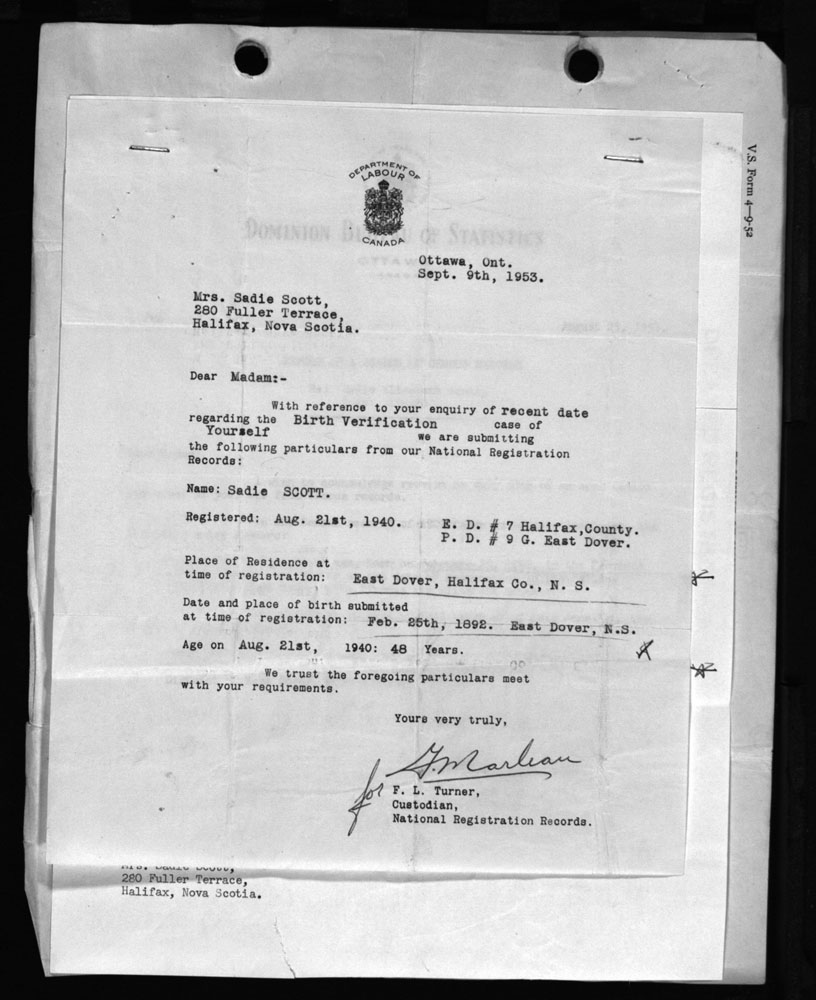 V.S. Form 4-9-52
DEPARTMENT OF
LABOUR
CANADA
DOMINION BUREAU OF STATISTICS
OTTAWA
Ottawa, Ont.
Sept. 9th, 1953.
Mrs. Sadie Scott,
280 Fuller Terrace,
Halifax, Nova Scotia.
Dear Madam:-
With reference to your enquiry of recent date
regarding the Birth Verification case of
Yourself we are submitting
the following particulars from our National Registration
Records:
Name: Sadie SCOTT.
Registered: Aug. 21st, 1940. E. D. # 7 Halifax,County.
P. D. # 9 G. East Dover.
Place of Residence at
time of registration: East Dover, Halifax Co., N. S.
Date and place of birth submitted
at time of registration: Feb. 25th, 1892. East Dover, N.S.
Age on Aug. 21st, 1940: 48 Years.
We trust the foregoing particulars meet
with your requirements.
Yours very truly,
G. Marleau
for F. L. Turner,
Custodian,
National Registration Records.
Mrs. Sadie Scott,
280 Fuller Terrace,
Halifax, Nova Scotia.